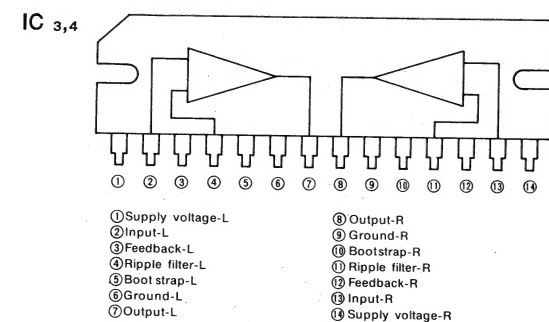 IC 3,4
① ② ③ ④ ⑤ ⑥ ⑦ ⑧ ⑨ ⑩ ⑪ ⑫ ⑬ ⑭
①Supply voltage-L
②Input-L
③Feedback-L
④Ripple filter-L
⑤Boot strap-L
⑥Ground-L
⑦Output-L
⑧Output-R
⑨Ground-R
⑩Bootstrap-R
⑪Ripple filter-R
⑫Feedback-R
⑬Input-R
⑭Supply voltage-R